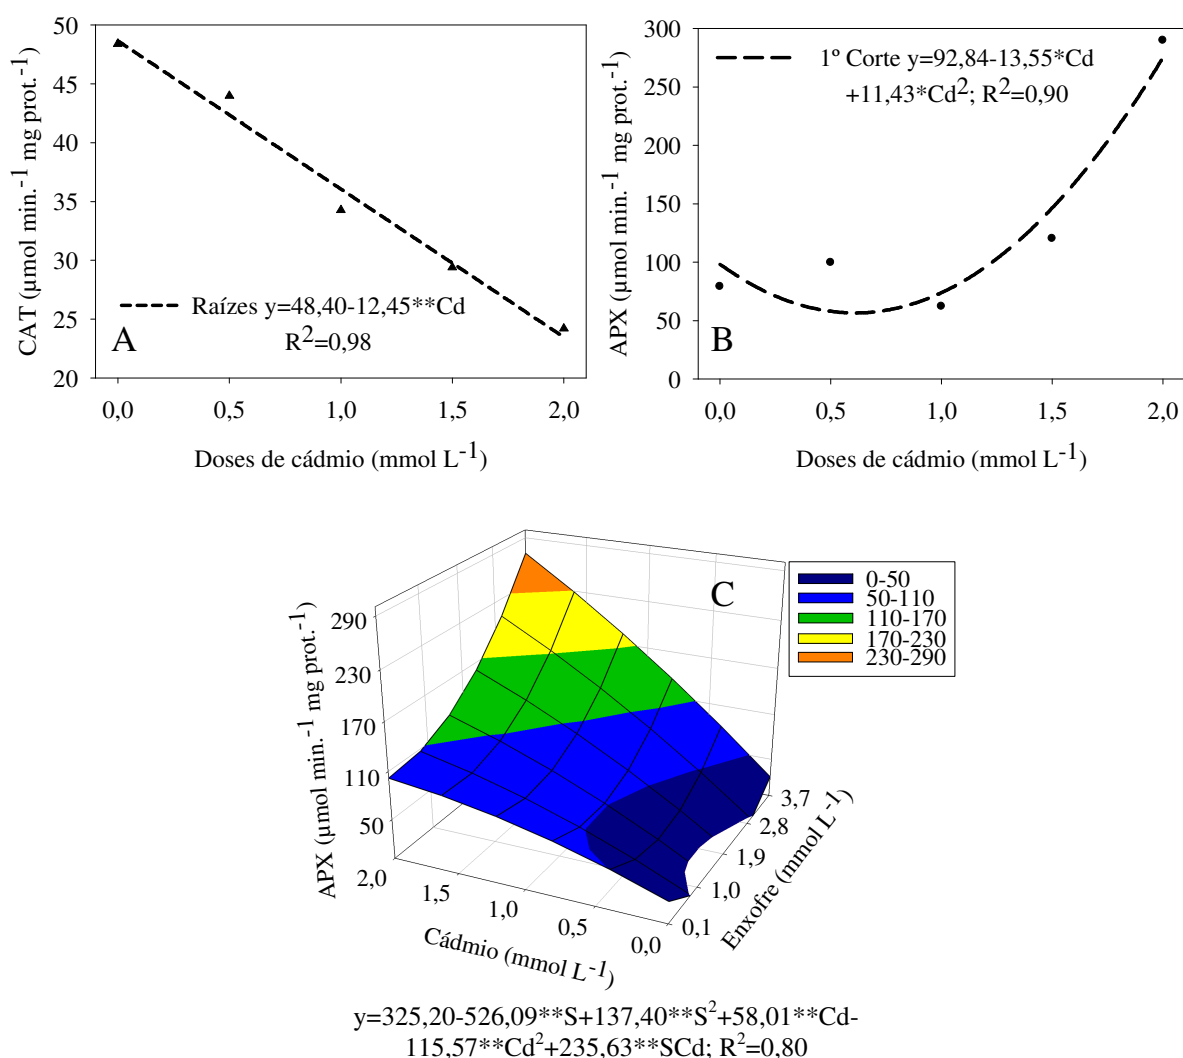 CAT (µmol min.-1 mg prot.-1)
50
45
40
35
30
25
20
Raízes y=48,40-12,45**Cd
R2=0,98
A
0,0 0,5 1,0 1,5 2,0
Doses de cádmio (mmol L-1)
APX (µmol min.-1 mg prot.-1)
300
250
200
150
100
50
0
1º Corte y=92,84-13,55*Cd
+11,43*Cd2; R2=0,90
B
0,0 0,5 1,0 1,5 2,0
Doses de cádmio (mmol L-1)
C
0-50
50-110
110-170
170-230
230-290
APX (µmol min.-1 mg prot.-1)
290
230
170
110
50
2,0
1,5
1,0
0,5
0,0
Cádmio (mmol L-1)
3,7
2,8
1,9
1,0
0,1
Enxofre (mmol L-1)
y=325,20-526,09**S+137,40**S2+58,01**Cd-
115,57**Cd2+235,63**SCd; R2=0,80